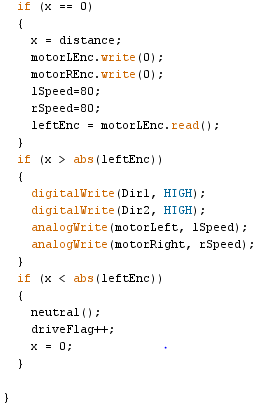 if (x == 0)
{
x = distance;
motorLEnc.write(0);
motorREnc.write(0);
lSpeed=80;
rSpeed=80;
leftEnc = motorLEnc.read();
}
if (x > abs(leftEnc))
{
digitalWrite(Dir1, HIGH);
digitalWrite(Dir2, HIGH);
analogWrite(motorLeft, lSpeed);
analogWrite(motorRight, rSpeed);
}
if (x < abs(leftEnc))
{
neutral();
driveFlag++;
x = 0;
}
}